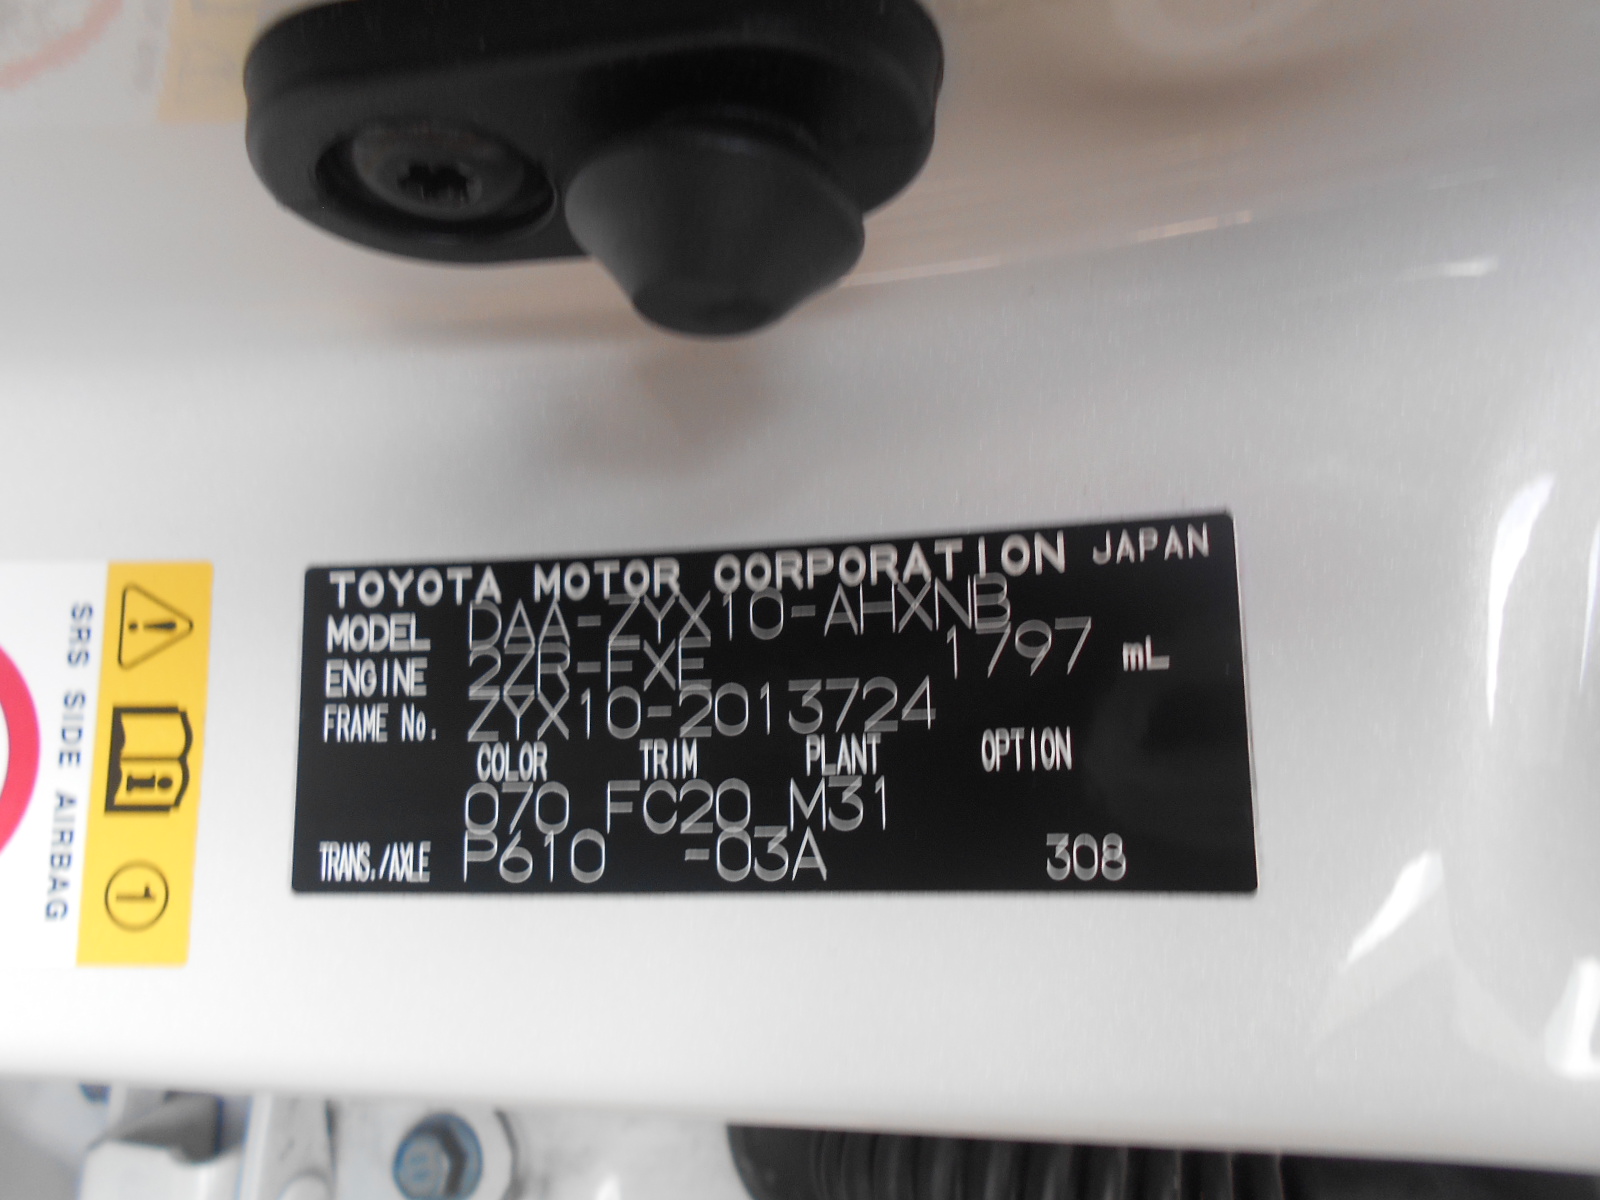 TOYOTA MOTOR CORPORATION JAPAN
MODEL DAA-ZYX10-AHXNB
ENGINE 2ZR-FXE 1797 mL
FRAME No. ZYX10-2013724
COLOR TRIM PLANT OPTION
070 FC20 M31
TRANS./AXLE P610 -03A 308
SRS SIDE AIRBAG
1